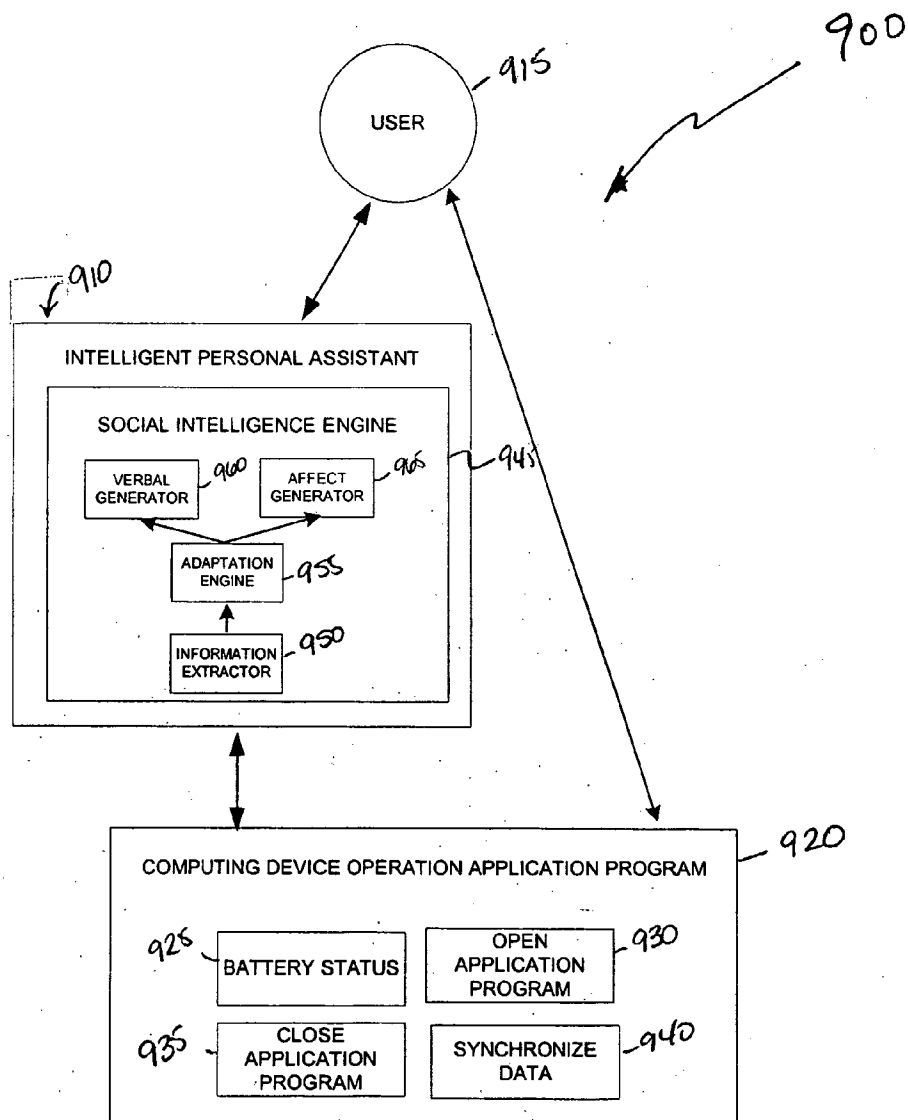 900
915
USER
910
INTELLIGENT PERSONAL ASSISTANT
SOCIAL INTELLIGENCE ENGINE
945
960
965
VERBAL
GENERATOR
AFFECT
GENERATOR
ADAPTATION
ENGINE
955
950
INFORMATION
EXTRACTOR
920
COMPUTING DEVICE OPERATION APPLICATION PROGRAM
925
BATTERY STATUS
OPEN
APPLICATION
PROGRAM
930
935
CLOSE
APPLICATION
PROGRAM
SYNCHRONIZE
DATA
940